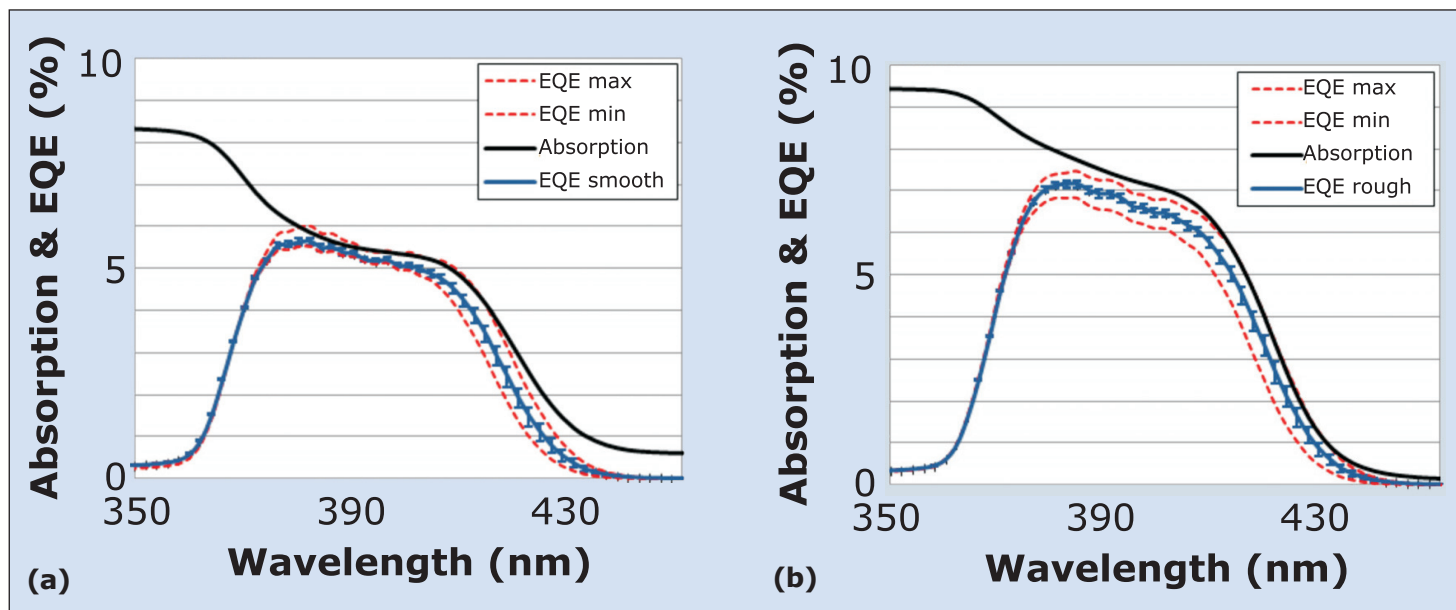 Absorption & EQE (%)
10
5
0
EQE max
EQE min
Absorption
EQE smooth
350 390 430
Wavelength (nm)
(a)
Absorption & EQE (%)
10
5
0
EQE max
EQE min
Absorption
EQE rough
350 390 430
Wavelength (nm)
(b)